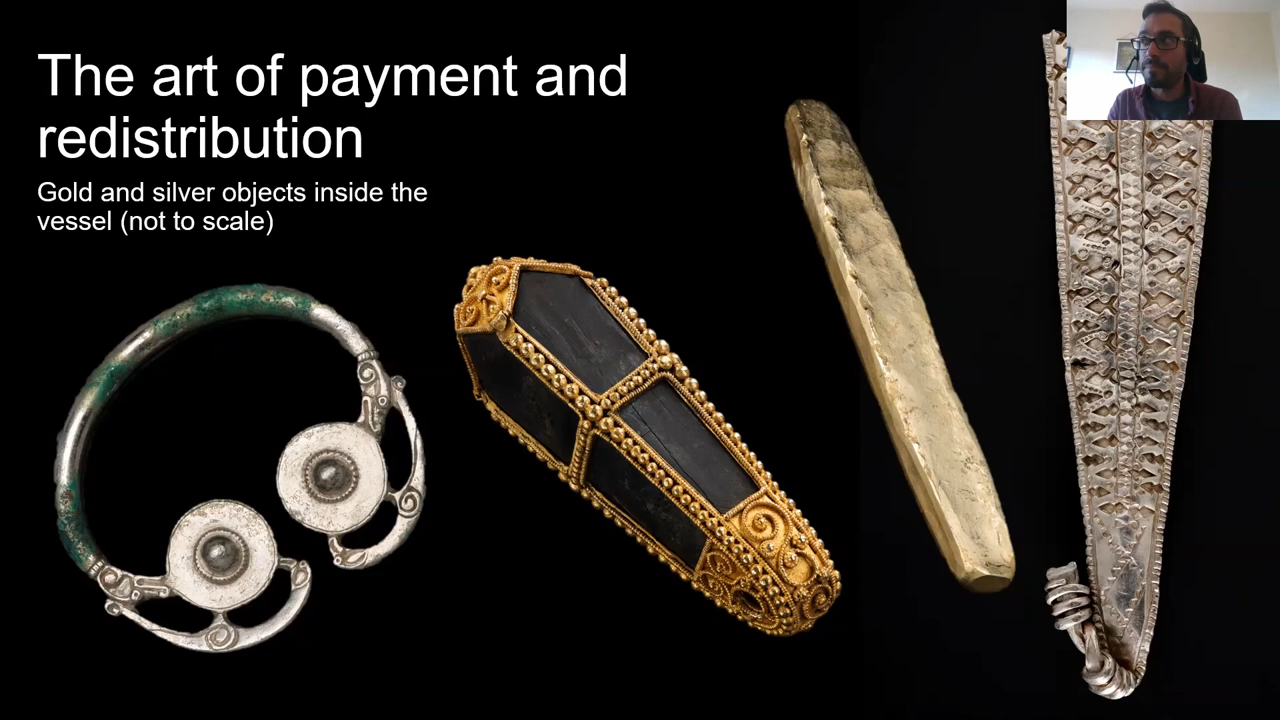 The art of payment and
redistribution
Gold and silver objects inside the
vessel (not to scale)